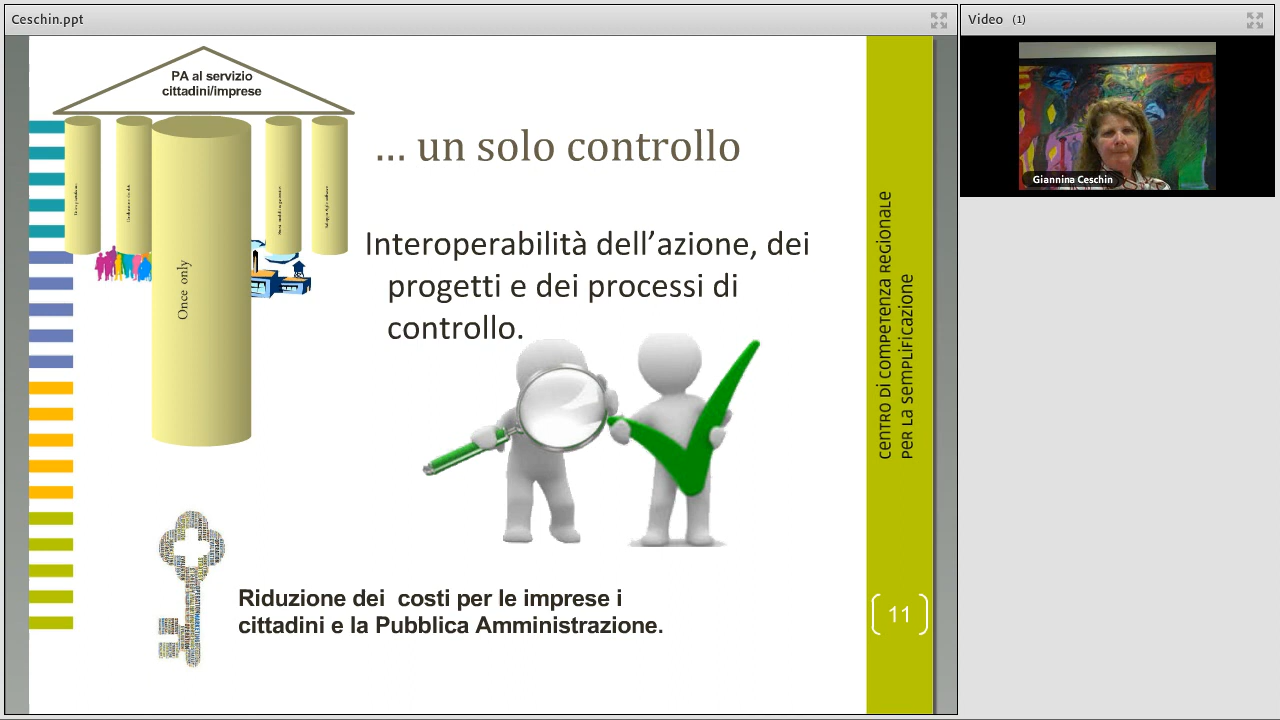 Ceschin.ppt
Video (1)
PA al servizio
cittadini/imprese
... un solo controllo
Interoperabilità dell’azione, dei
progetti e dei processi di
controllo.
Once only
Riduzione dei  costi per le imprese i
cittadini e la Pubblica Amministrazione.
CENTRO DI COMPETENZA REGIONALE
PER LA SEMPLIFICAZIONE
11
Giannina Ceschin